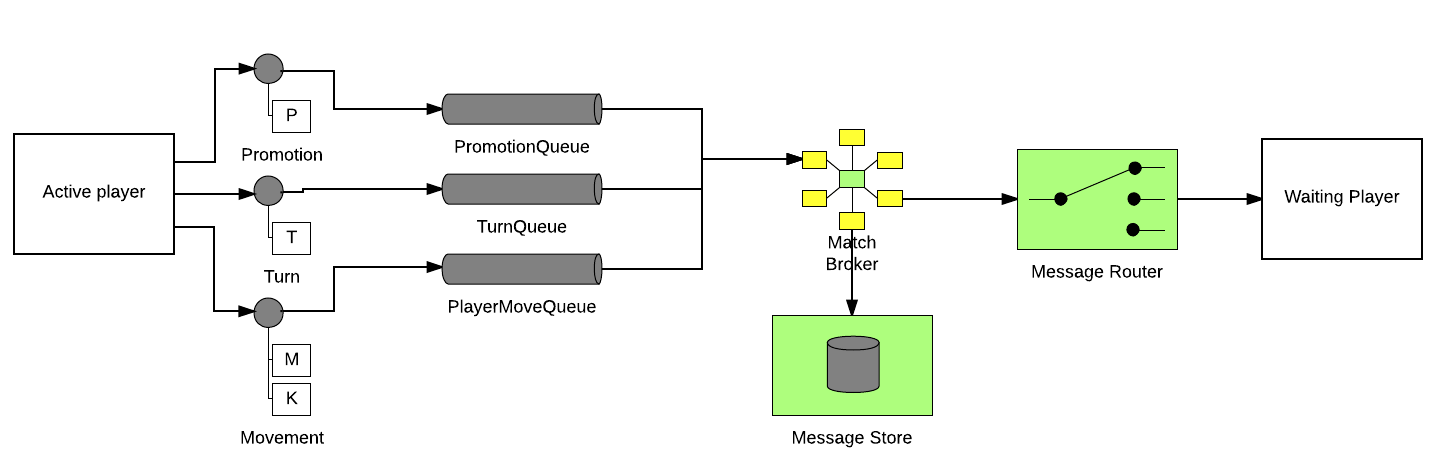 P
Promotion
PromotionQueue
Active player
T
Turn
TurnQueue
M
K
Movement
PlayerMoveQueue
Match
Broker
Message Store
Message Router
Waiting Player